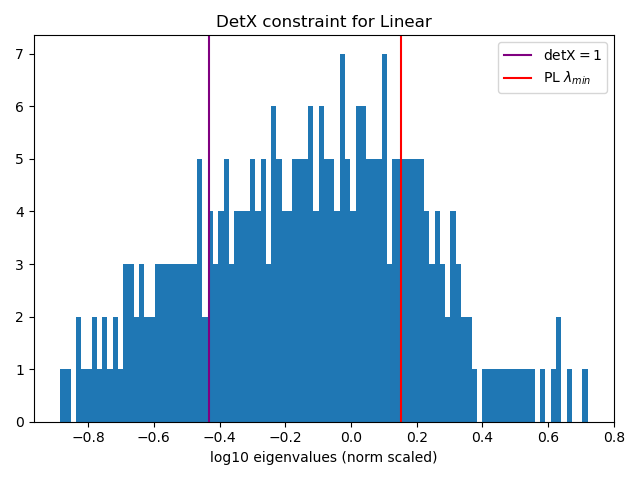 DetX constraint for Linear
detX = 1
PL λmin
7
6
5
4
3
2
1
0
−0.8 −0.6 −0.4 −0.2 0.0 0.2 0.4 0.6 0.8
log10 eigenvalues (norm scaled)